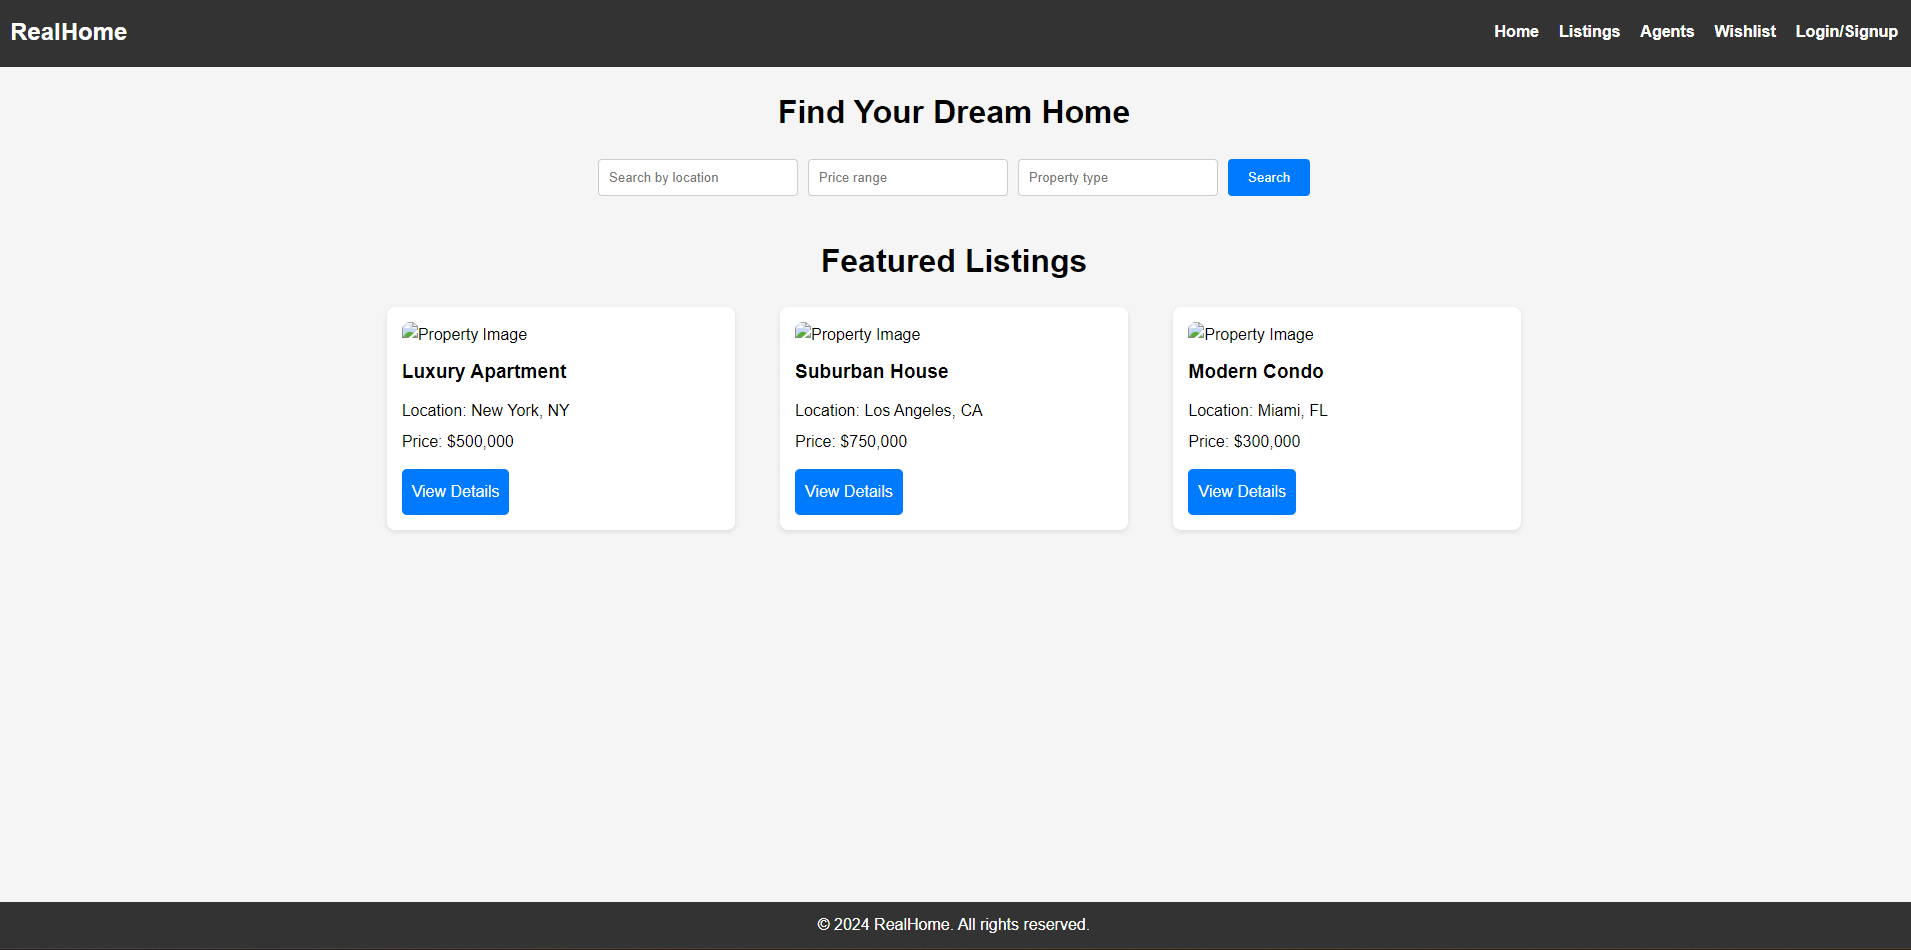 RealHome
Home Listings Agents Wishlist Login/Signup
Find Your Dream Home
Search by location Price range Property type Search
Featured Listings
Property Image
Luxury Apartment
Location: New York, NY
Price: $500,000
View Details
Property Image
Suburban House
Location: Los Angeles, CA
Price: $750,000
View Details
Property Image
Modern Condo
Location: Miami, FL
Price: $300,000
View Details
© 2024 RealHome. All rights reserved.